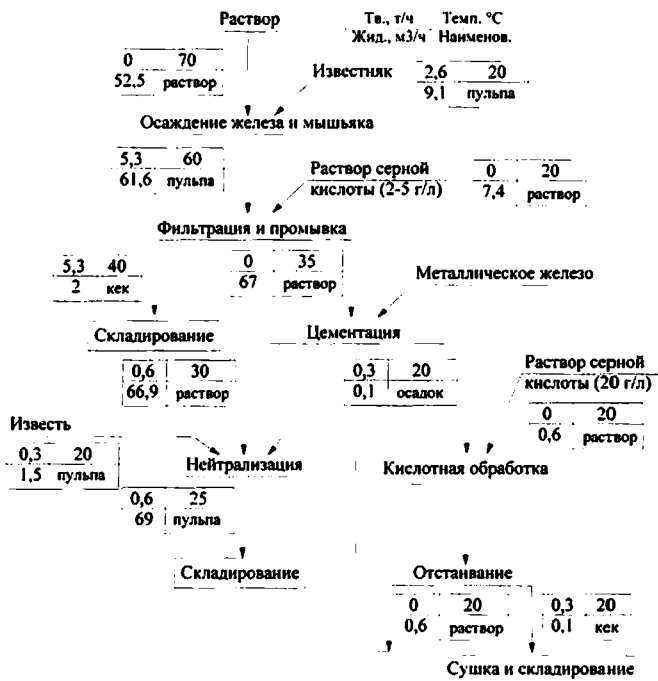 Раствор
Тв., т/ч Темп. °С
Жид., м3/ч Наименов.
0 70
52,5 раствор
Известняк
2,6 20
9,1 пульпа
Осаждение железа и мышьяка
5,3 60
61,6 пульпа
Раствор серной
кислоты (2-5 г/л)
0 20
7,4 раствор
Фильтрация и промывка
5,3 40
2 кек
0 35
67 раствор
Металлическое железо
Складирование
Цементация
0,6 30
66,9 раствор
0,3 20
0,1 осадок
Раствор серной
кислоты (20 г/л)
0 20
0,6 раствор
Известь
0,3 20
1,5 пульпа
Нейтрализация
Кислотная обработка
0,6 25
69 пульпа
Складирование
Отстаивание
0 20
0,6 раствор
0,3 20
0,1 кек
Сушка и складирование